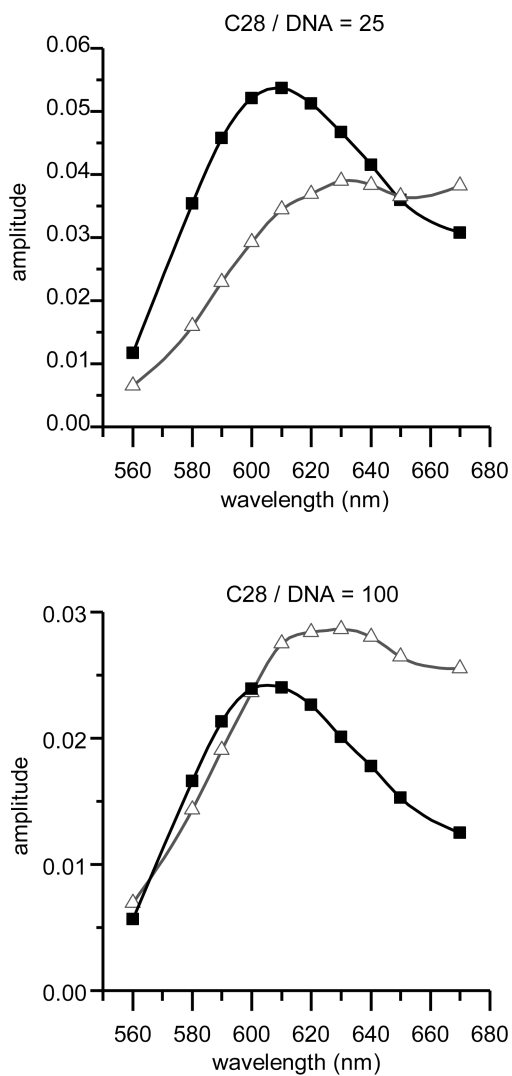 C28 / DNA = 25
0.06
0.05
0.04
0.03
0.02
0.01
0.00
amplitude
560 580 600 620 640 660 680
wavelength (nm)
C28 / DNA = 100
0.03
0.02
0.01
0.00
amplitude
560 580 600 620 640 660 680
wavelength (nm)